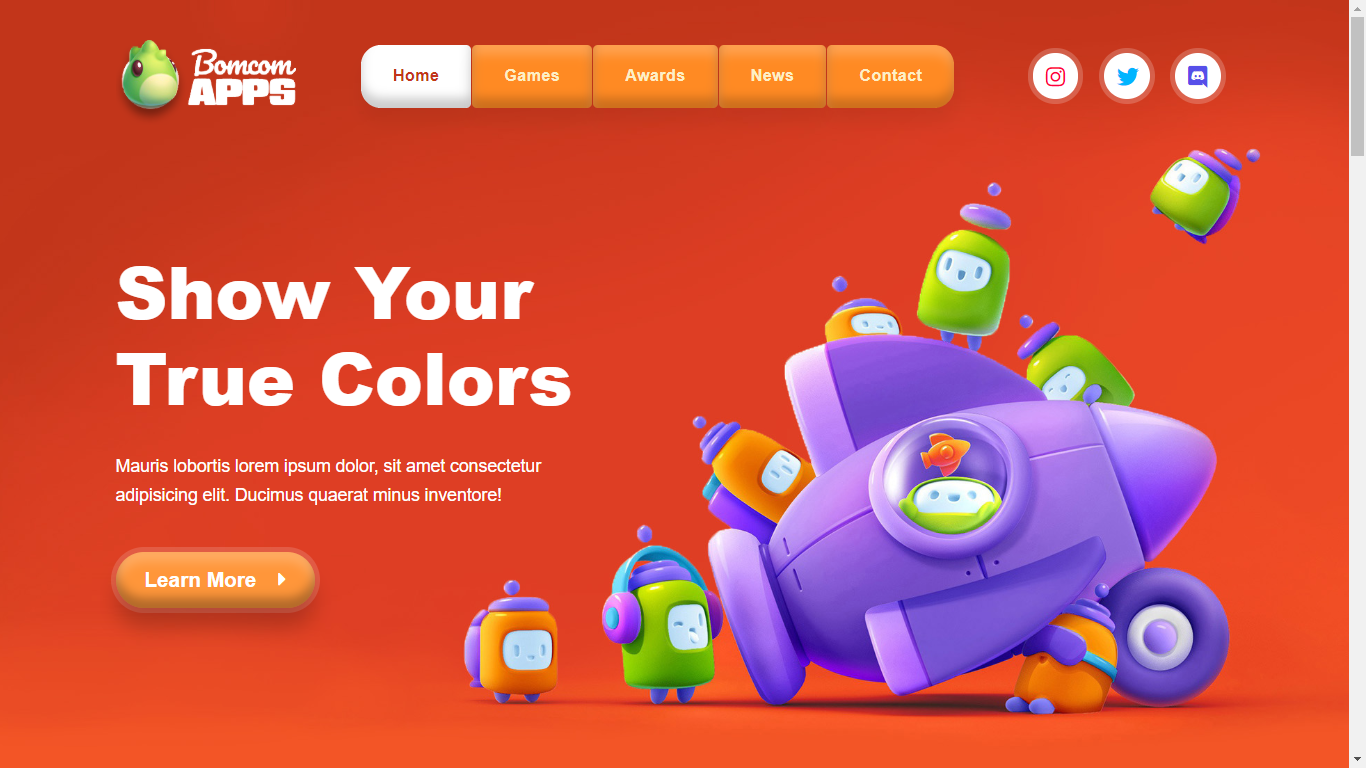 Bomcom
APPS
Home
Games
Awards
News
Contact
Show Your
True Colors
Mauris lobortis lorem ipsum dolor, sit amet consectetur
adipisicing elit. Ducimus quaerat minus inventore!
Learn More